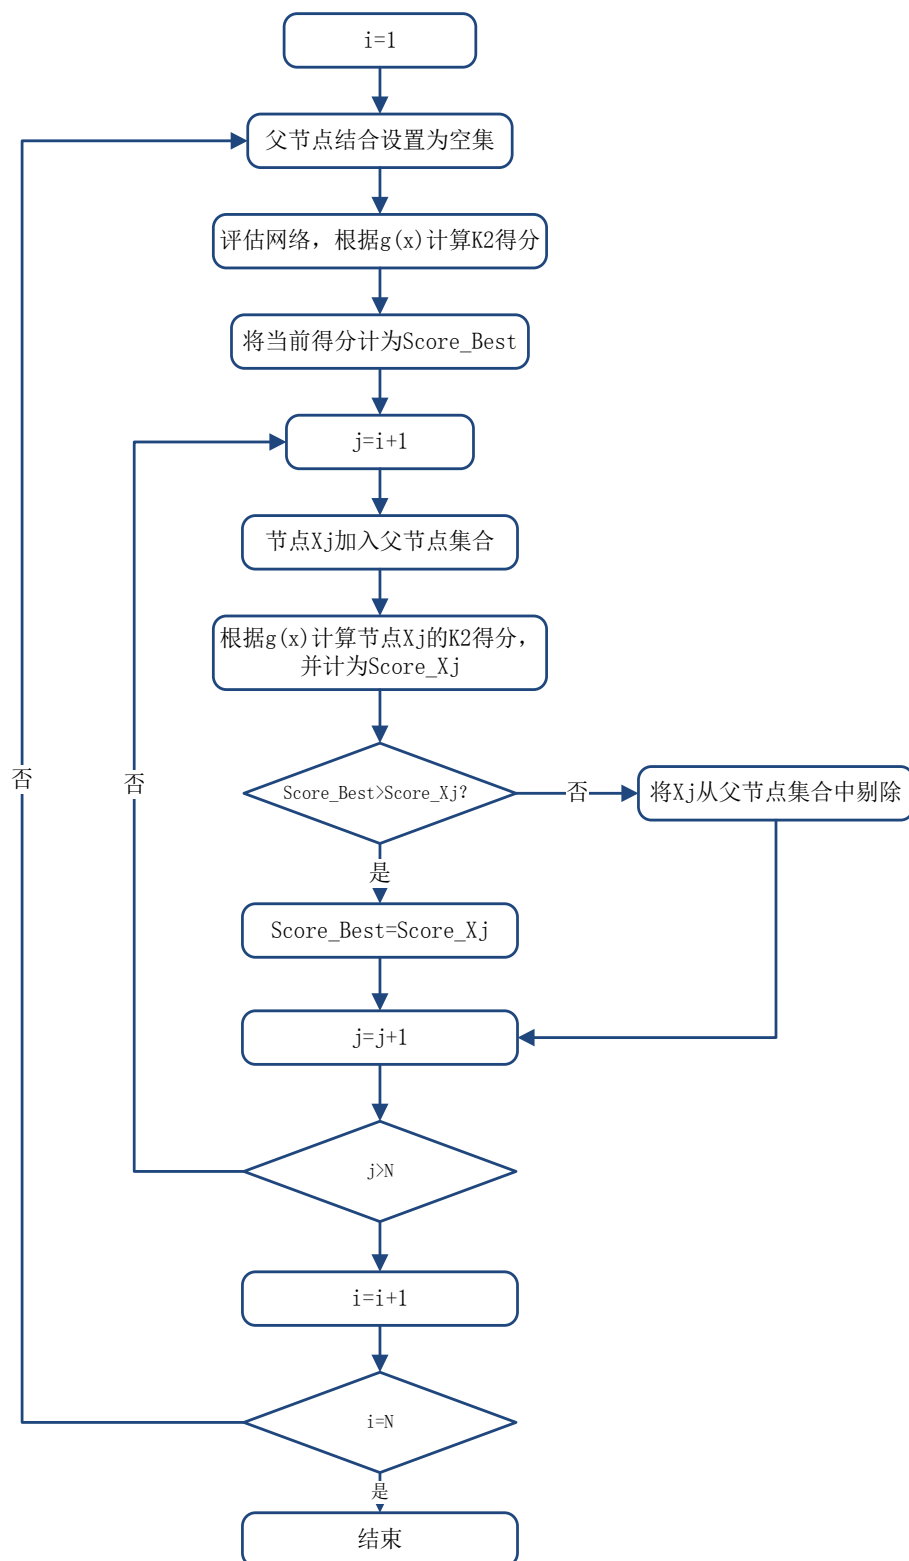 i=1
父节点结合设置为空集
评估网络，根据g(x)计算K2得分
将当前得分计为Score_Best
j=i+1
节点Xj加入父节点集合
根据g(x)计算节点Xj的K2得分，
并计为Score_Xj
否
否
Score_Best>Score_Xj?
否
将Xj从父节点集合中剔除
是
Score_Best=Score_Xj
j=j+1
j>N
i=i+1
i=N
是
结束